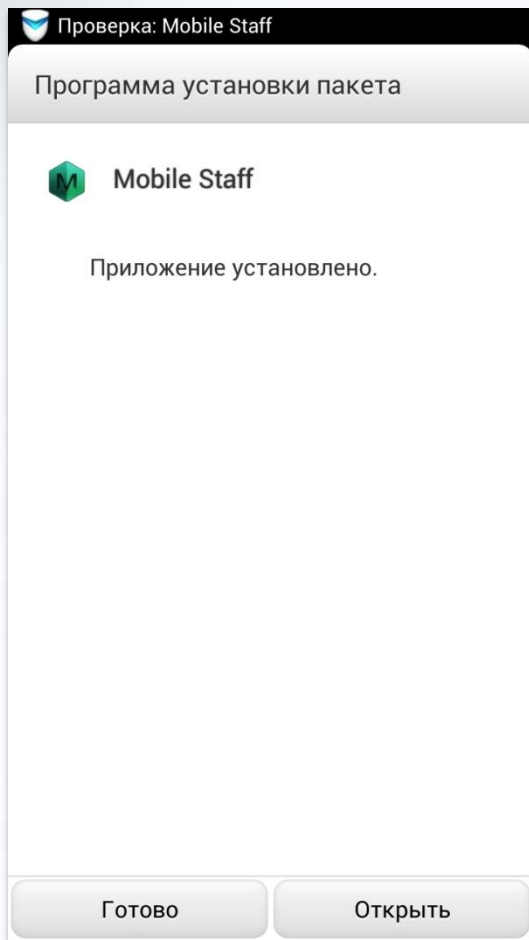 Проверка: Mobile Staff
Программа установки пакета
M
Mobile Staff
Приложение установлено.
Готово
Открыть